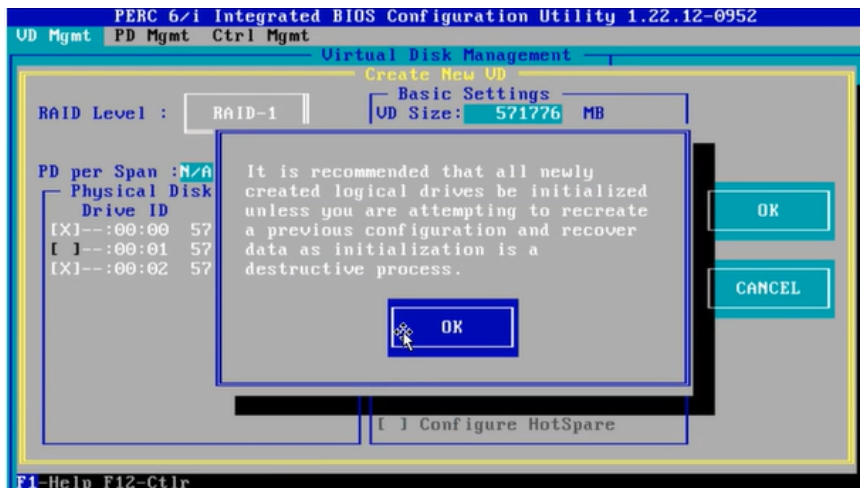 PERC 6/i Integrated BIOS Configuration Utility 1.22.12-0952
VD Mgmt PD Mgmt Ctrl Mgmt
Virtual Disk Management
Create New VD
RAID Level : RAID-1
Basic Settings
VD Size: 571776 MB
PD per Span :N/A
Physical Disk
Drive ID
[X]--:00:00 57
[ ]--:00:01 57
[X]--:00:02 57
It is recommended that all newly
created logical drives be initialized
unless you are attempting to recreate
a previous configuration and recover
data as initialization is a
destructive process.
OK
OK
CANCEL
[ ] Configure HotSpare
F1-Help F12-Ctlr